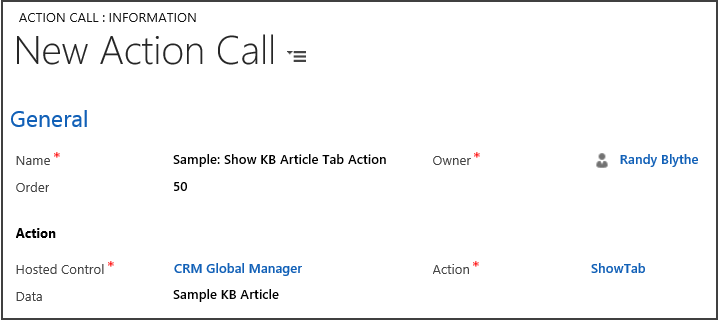 ACTION CALL : INFORMATION
New Action Call
General
Name * Sample: Show KB Article Tab Action Owner * Randy Blythe
Order 50
Action
Hosted Control * CRM Global Manager Action * ShowTab
Data Sample KB Article